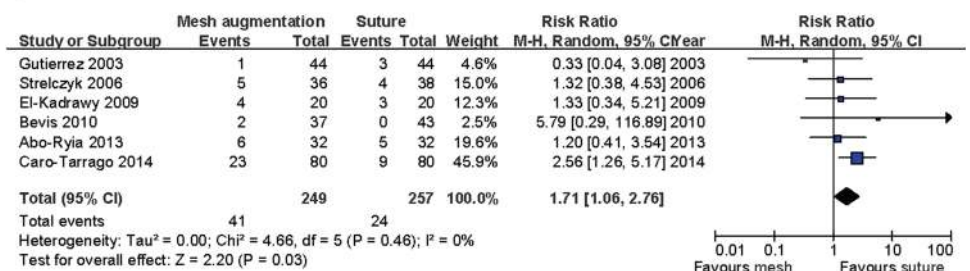 Mesh augmentation Suture Risk Ratio Risk Ratio
Study or Subgroup Events Total Events Total Weight M-H, Random, 95% CIYear M-H, Random, 95% CI
Gutierrez 2003 1 44 3 44 4.6% 0.33 [0.04, 3.08] 2003
Strelczyk 2006 5 36 4 38 15.0% 1.32 [0.38, 4.53] 2006
El-Kadrawy 2009 4 20 3 20 12.3% 1.33 [0.34, 5.21] 2009
Bevis 2010 2 37 0 43 2.5% 5.79 [0.29, 116.89] 2010
Abo-Ryia 2013 6 32 5 32 19.6% 1.20 [0.41, 3.54] 2013
Caro-Tarrago 2014 23 80 9 80 45.9% 2.56 [1.26, 5.17] 2014
Total (95% CI) 249 257 100.0% 1.71 [1.06, 2.76]
Total events 41 24
Heterogeneity: Tau² = 0.00; Chi² = 4.66, df = 5 (P = 0.46); I² = 0%
Test for overall effect: Z = 2.20 (P = 0.03)
0.01 0.1 1 10 100
Favours mesh Favours suture